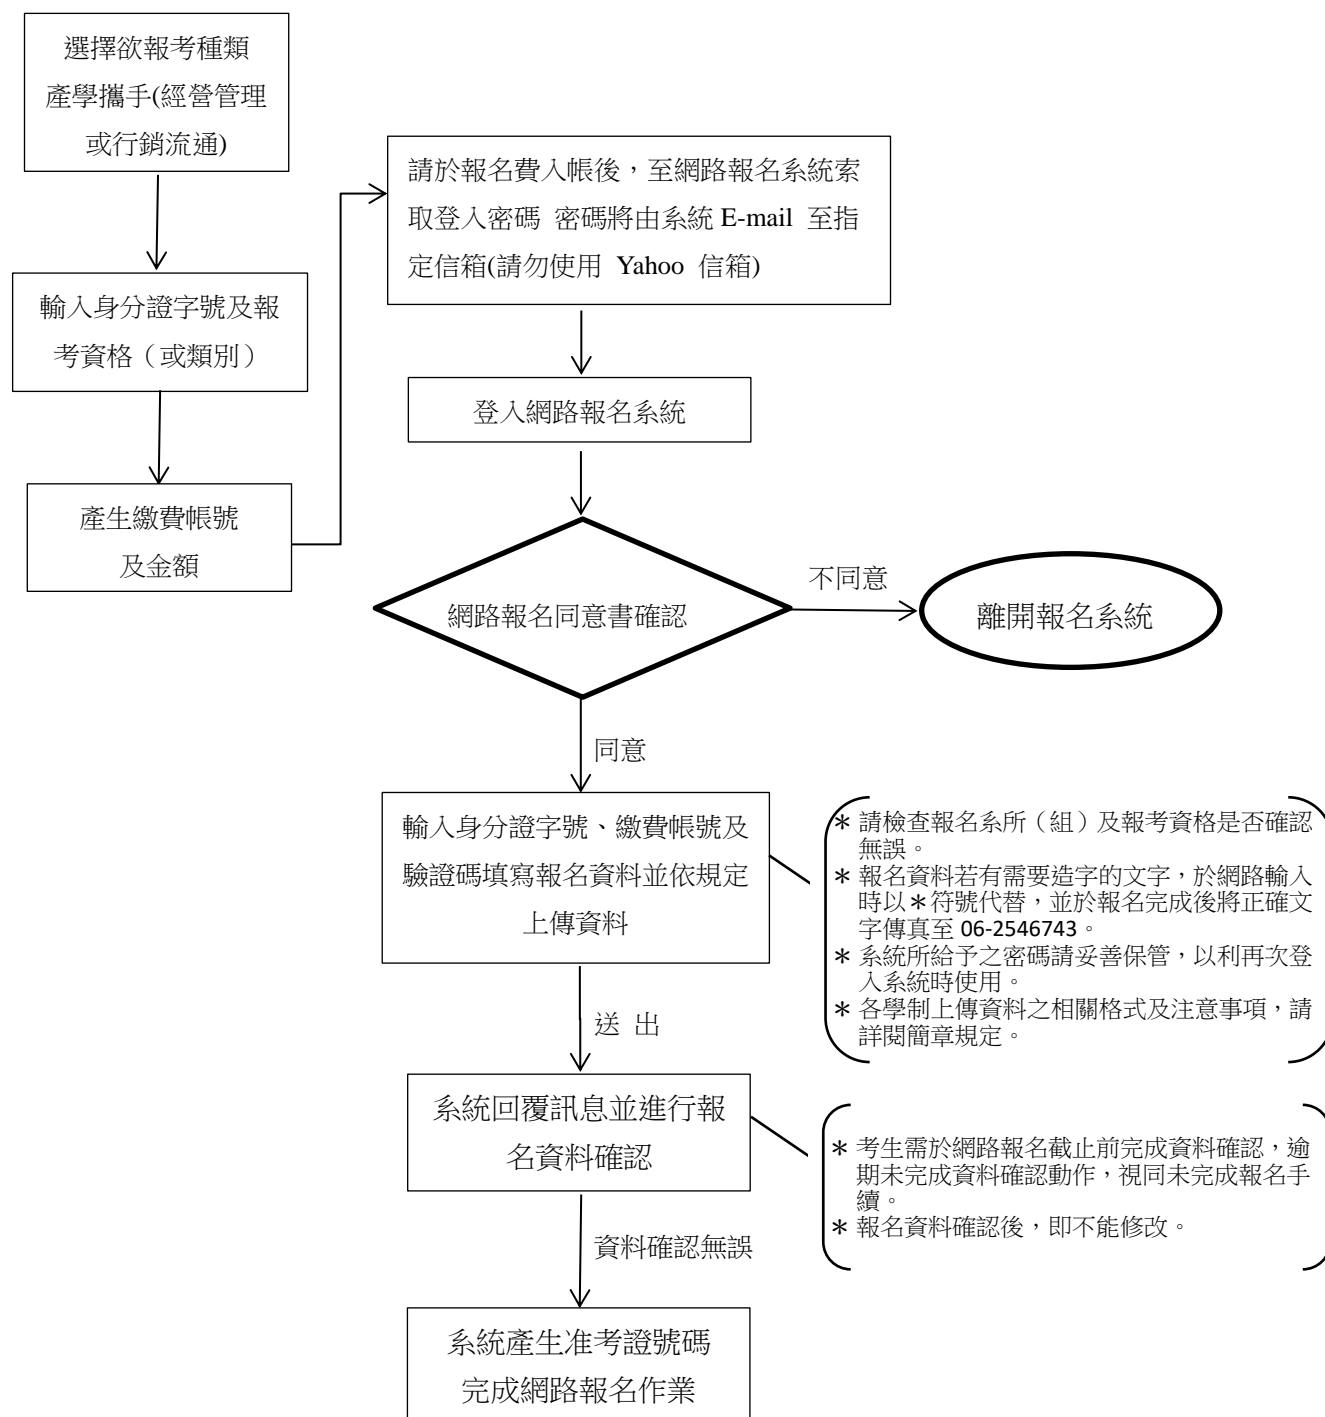 選擇欲報考種類
產學攜手(經營管理
或行銷流通)
輸入身分證字號及報
考資格（或類別）
產生繳費帳號
及金額
請於報名費入帳後，至網路報名系統索
取登入密碼 密碼將由系統 E-mail 至指
定信箱(請勿使用 Yahoo 信箱)
登入網路報名系統
網路報名同意書確認
不同意
離開報名系統
同意
輸入身分證字號、繳費帳號及
驗證碼填寫報名資料並依規定
上傳資料
＊請檢查報名系所（組）及報考資格是否確認
無誤。
＊報名資料若有需要造字的文字，於網路輸入
時以＊符號代替，並於報名完成後將正確文
字傳真至 06-2546743。
＊系統所給予之密碼請妥善保管，以利再次登
入系統時使用。
＊各學制上傳資料之相關格式及注意事項，請
詳閱簡章規定。
送 出
系統回覆訊息並進行報
名資料確認
＊考生需於網路報名截止前完成資料確認，逾
期未完成資料確認動作，視同未完成報名手
續。
＊報名資料確認後，即不能修改。
資料確認無誤
系統產生准考證號碼
完成網路報名作業